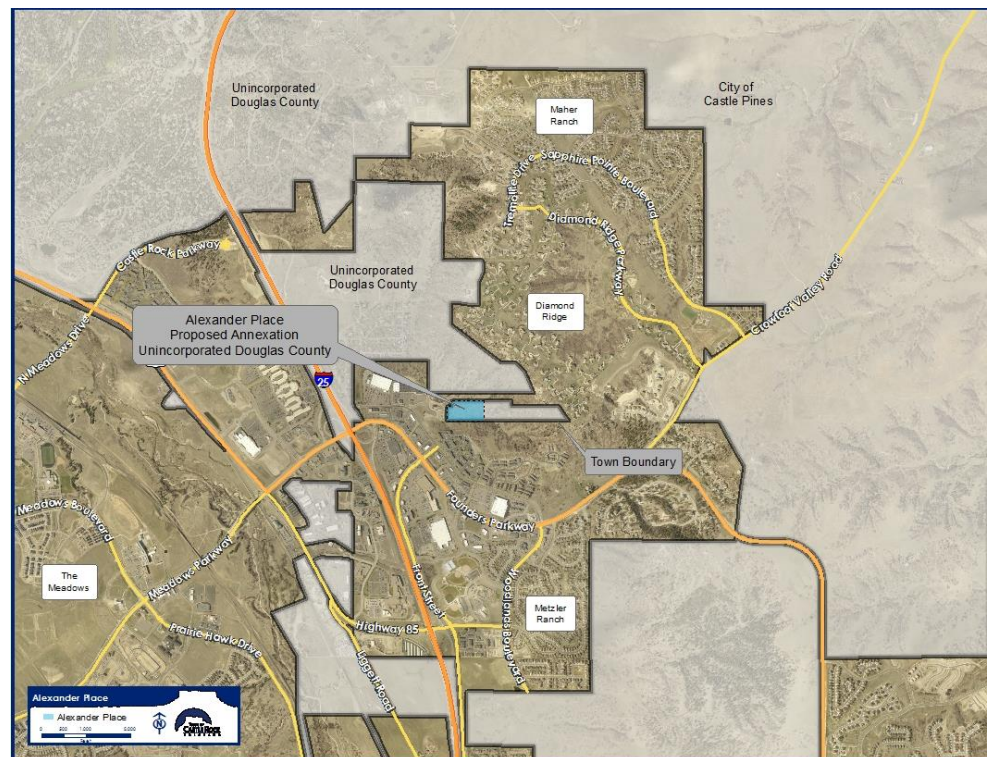 Unincorporated
Douglas County
City of
Castle Pines
Maher
Ranch
Tremolite Drive
Sapphire Pointe Boulevard
Diamond Ridge Parkway
Castle Rock Parkway
Unincorporated
Douglas County
Crowfoot Valley Road
Diamond
Ridge
Alexander Place
Proposed Annexation
Unincorporated Douglas County
N Meadows Drive
25
Town Boundary
Founders Parkway
Meadows Boulevard
Meadows Parkway
The
Meadows
Front Street
Woodlands Boulevard
Metzler
Ranch
Highway 85
Prairie Hawk Drive
Liggett Road
Alexander Place
Alexander Place
N
CASTLE ROCK